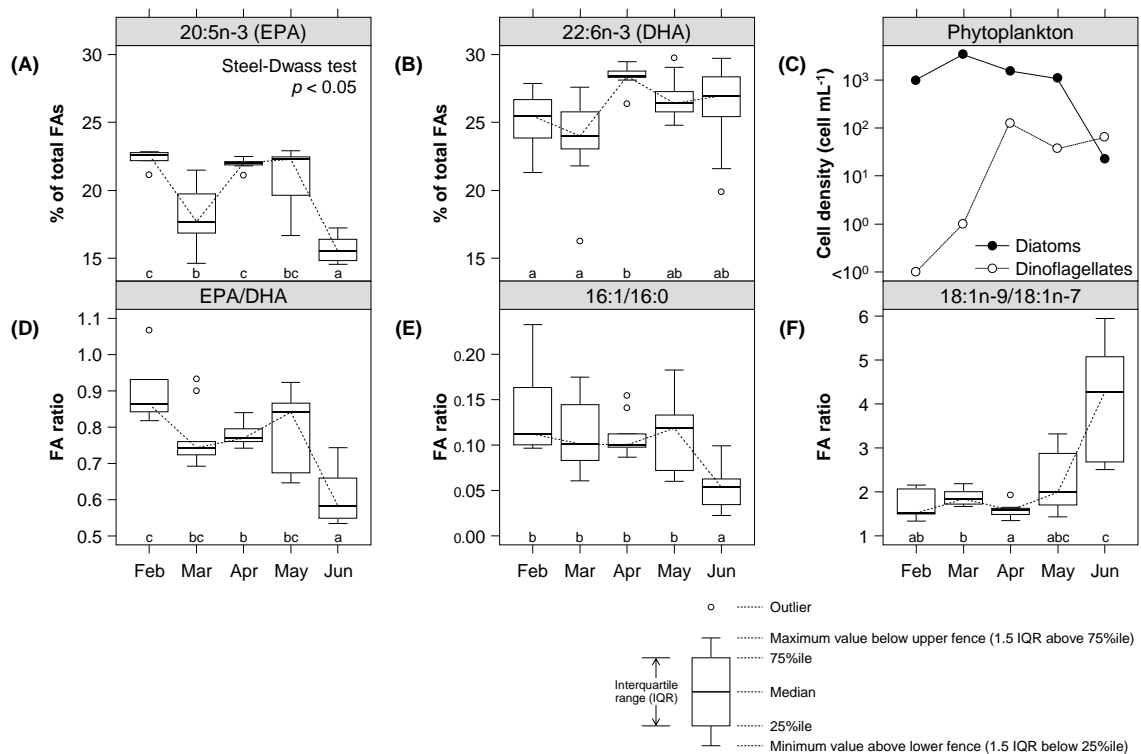 20:5n-3 (EPA)
22:6n-3 (DHA)
Phytoplankton
(A)
(B)
(C)
Steel-Dwass test
p < 0.05
% of total FAs
30
25
20
15
c b c bc a
% of total FAs
30
25
20
15
a a b ab ab
Cell density (cell mL-1)
10³
10²
10¹
10⁰
<10⁰
Diatoms
Dinoflagellates
EPA/DHA
16:1/16:0
18:1n-9/18:1n-7
(D)
(E)
(F)
FA ratio
1.1
1.0
0.9
0.8
0.7
0.6
0.5
c bc b bc a
Feb Mar Apr May Jun
FA ratio
0.20
0.15
0.10
0.05
0.00
b b b b a
Feb Mar Apr May Jun
FA ratio
6
5
4
3
2
1
ab b a abc c
Feb Mar Apr May Jun
Outlier
Maximum value below upper fence (1.5 IQR above 75%ile)
75%ile
Interquartile
range (IQR)
Median
25%ile
Minimum value above lower fence (1.5 IQR below 25%ile)